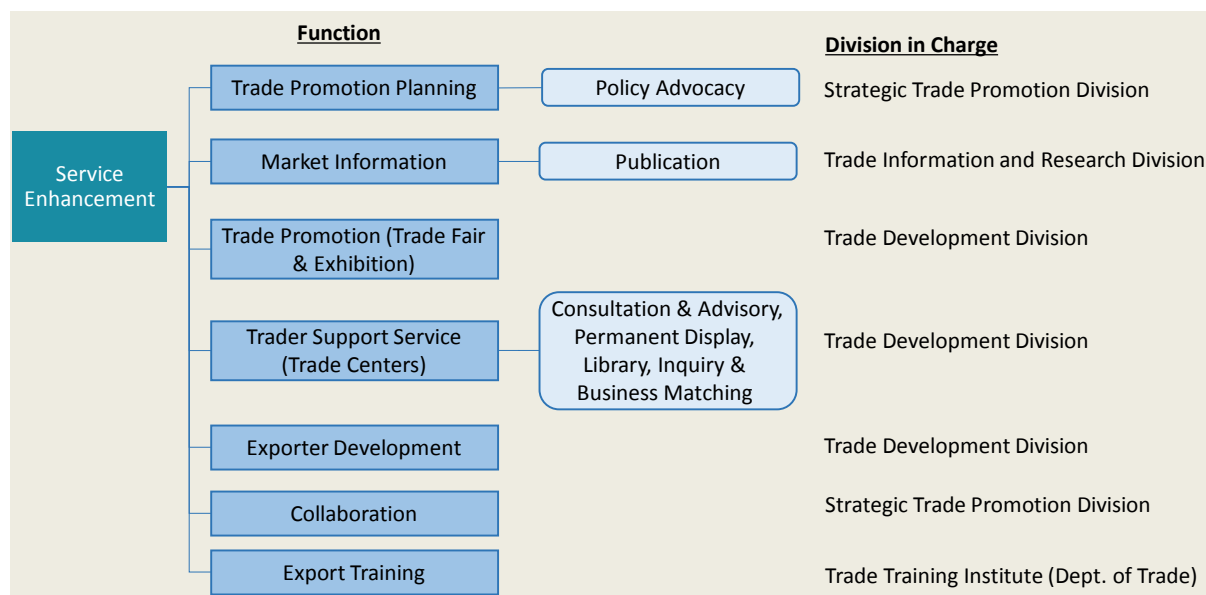 Function
Division in Charge
Service
Enhancement
Trade Promotion Planning
Policy Advocacy
Strategic Trade Promotion Division
Market Information
Publication
Trade Information and Research Division
Trade Promotion (Trade Fair
& Exhibition)
Trade Development Division
Trader Support Service
(Trade Centers)
Consultation & Advisory,
Permanent Display,
Library, Inquiry &
Business Matching
Trade Development Division
Exporter Development
Trade Development Division
Collaboration
Strategic Trade Promotion Division
Export Training
Trade Training Institute (Dept. of Trade)